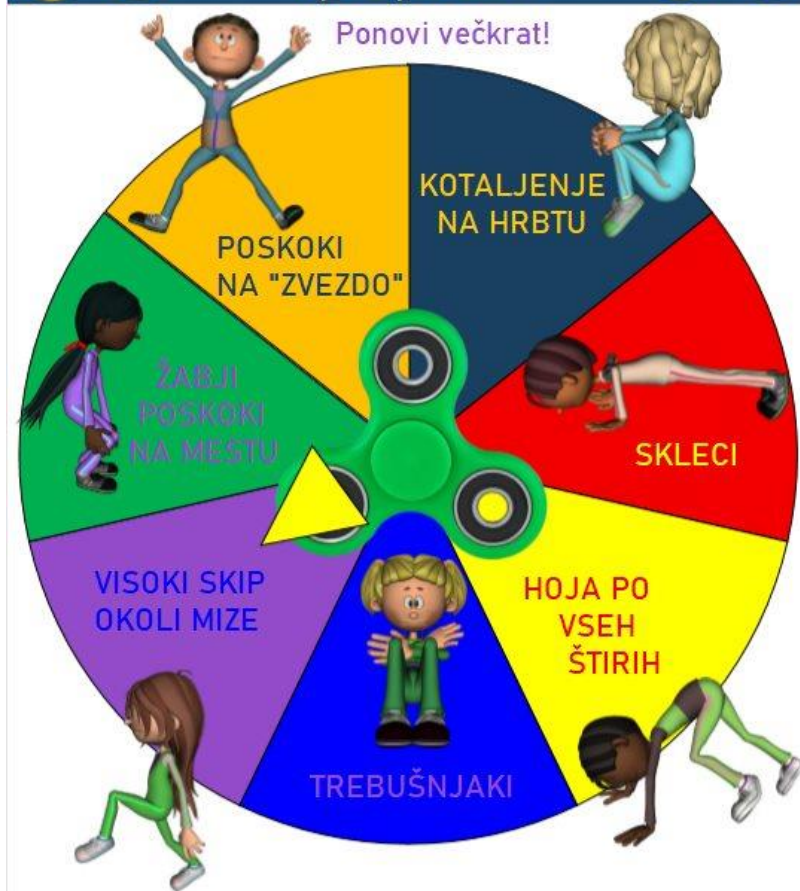 Ponovi večkrat!
KOTALJENJE
NA HRBTU
SKLECI
HOJA PO
VSEH
ŠTIRIH
TREBUŠNJAKI
VISOKI SKIP
OKOLI MIZE
ŽABJI
POSKOKI
NA MESTU
POSKOKI
NA "ZVEZDO"